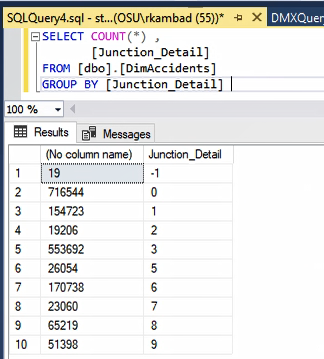 SQLQuery4.sql - st...(OSU\rkambad (55))* DMXQuery
SELECT COUNT(*) ,
[Junction_Detail]
FROM [dbo].[DimAccidents]
GROUP BY [Junction_Detail]
100 %
Results Messages
(No column name) Junction_Detail
1 19 -1
2 716544 0
3 154723 1
4 19206 2
5 553692 3
6 26054 5
7 170738 6
8 23060 7
9 65219 8
10 51398 9